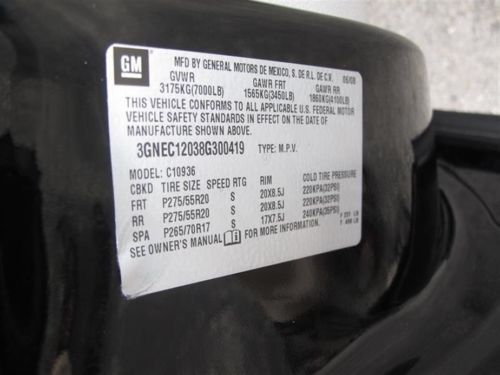 GM
MFD BY GENERAL MOTORS DE MEXICO, S. DE R.L. DE C.V. 06/08
GVWR GAWR FRT GAWR RR
3175KG(7000LB) 1565KG(3450LB) 1860KG(4100LB)
THIS VEHICLE CONFORMS TO ALL APPLICABLE U.S. FEDERAL MOTOR
VEHICLE SAFETY STANDARDS IN EFFECT ON THE DATE OF
MANUFACTURE SHOWN ABOVE.
3GNEC12038G300419 TYPE: M.P.V.
MODEL: C10936
CBKD TIRE SIZE SPEED RTG RIM COLD TIRE PRESSURE
FRT P275/55R20 S 20X8.5J 220KPA(32PSI)
RR P275/55R20 S 20X8.5J 220KPA(32PSI)
SPA P265/70R17 S 17X7.5J 240KPA(35PSI)
SEE OWNER'S MANUAL FOR MORE INFORMATION.